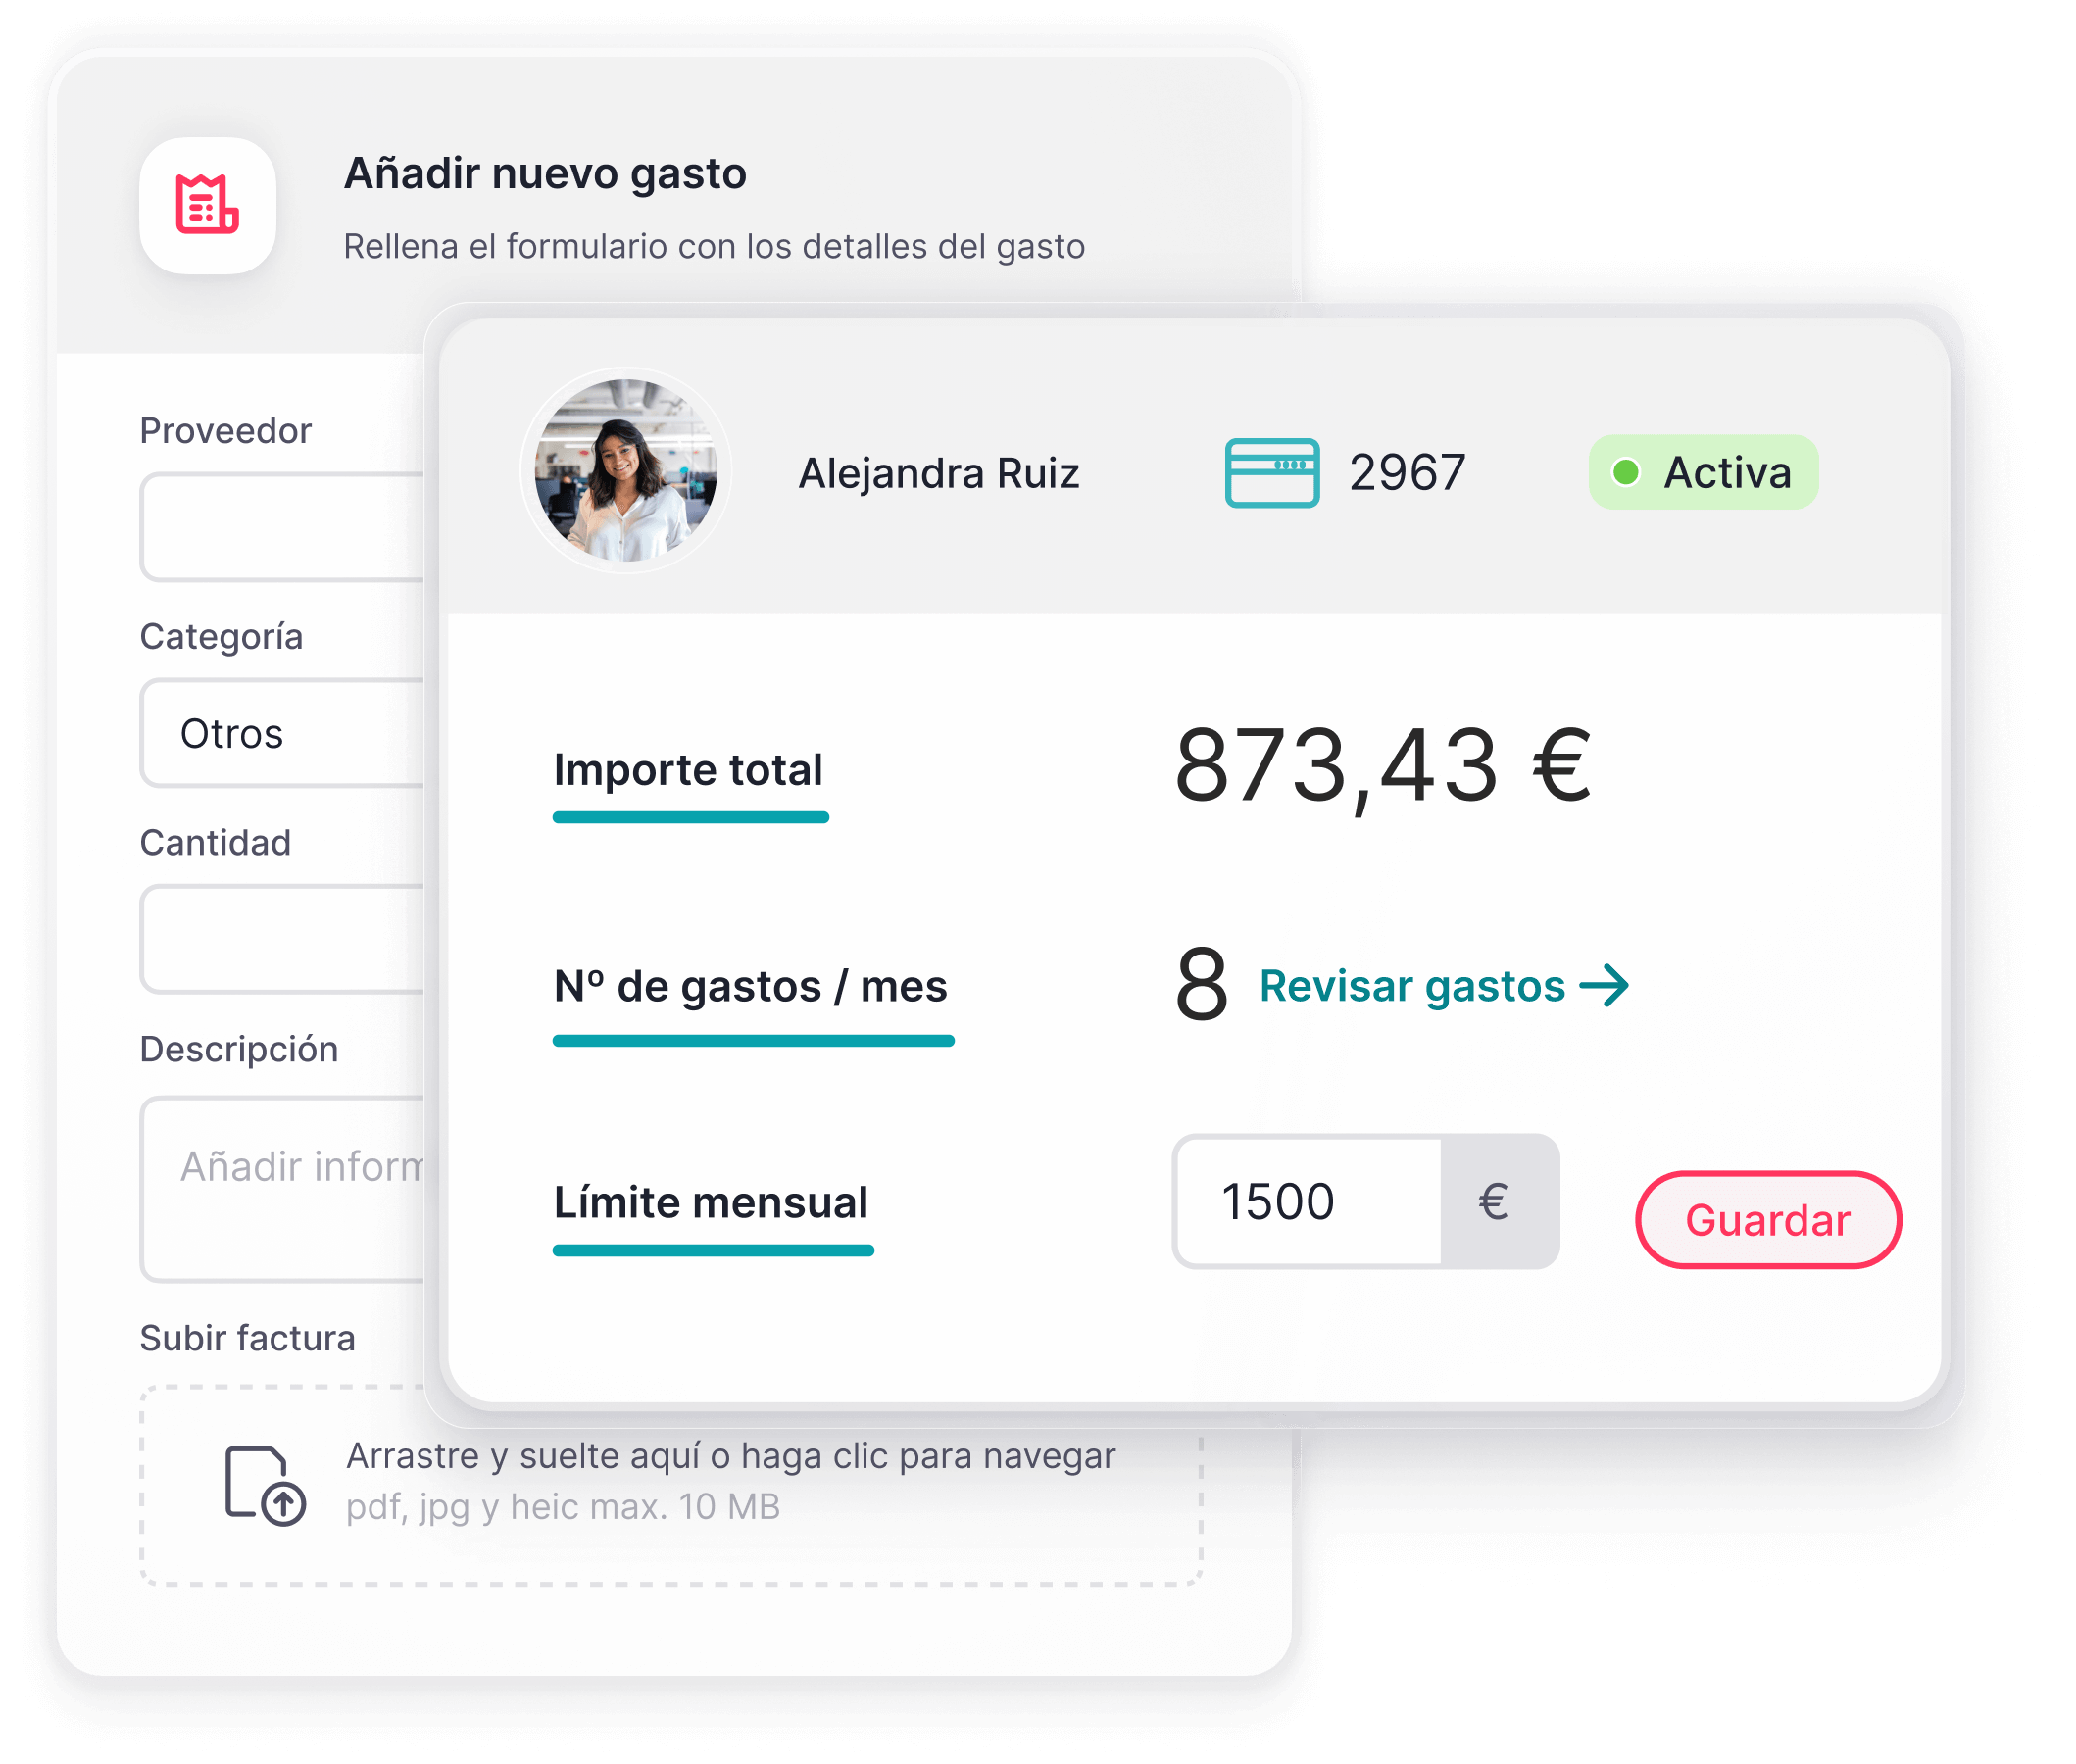 Añadir nuevo gasto
Rellena el formulario con los detalles del gasto
Proveedor
Categoría
Otros
Cantidad
Descripción
Añadir inform
Subir factura
Arrastre y suelte aquí o haga clic para navegar
pdf, jpg y heic max. 10 MB
Alejandra Ruiz
2967
Activa
Importe total
873,43 €
Nº de gastos / mes
8 Revisar gastos
Límite mensual
1500 €
Guardar